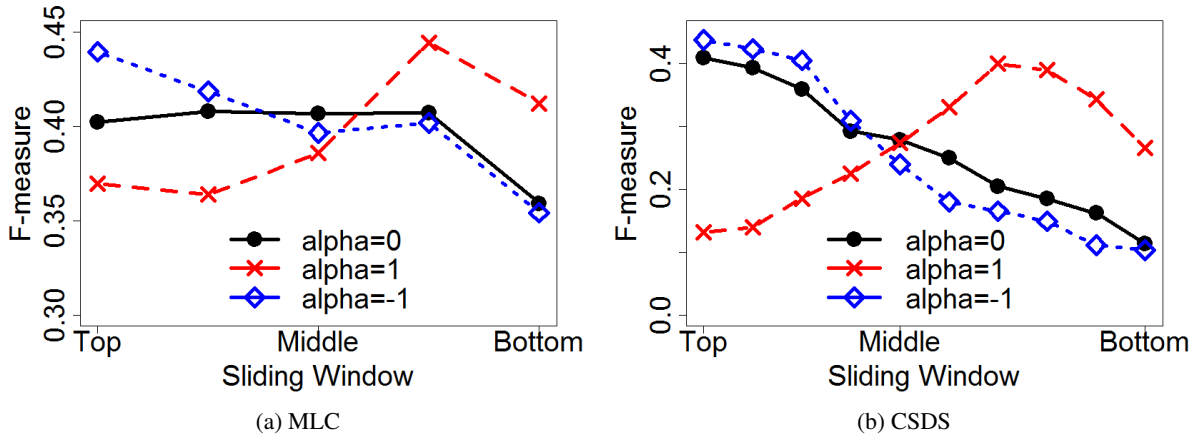 F-measure
0.30 0.35 0.40 0.45
alpha=0
alpha=1
alpha=-1
Top Middle Bottom
Sliding Window
(a) MLC
F-measure
0.0 0.2 0.4
alpha=0
alpha=1
alpha=-1
Top Middle Bottom
Sliding Window
(b) CSDS